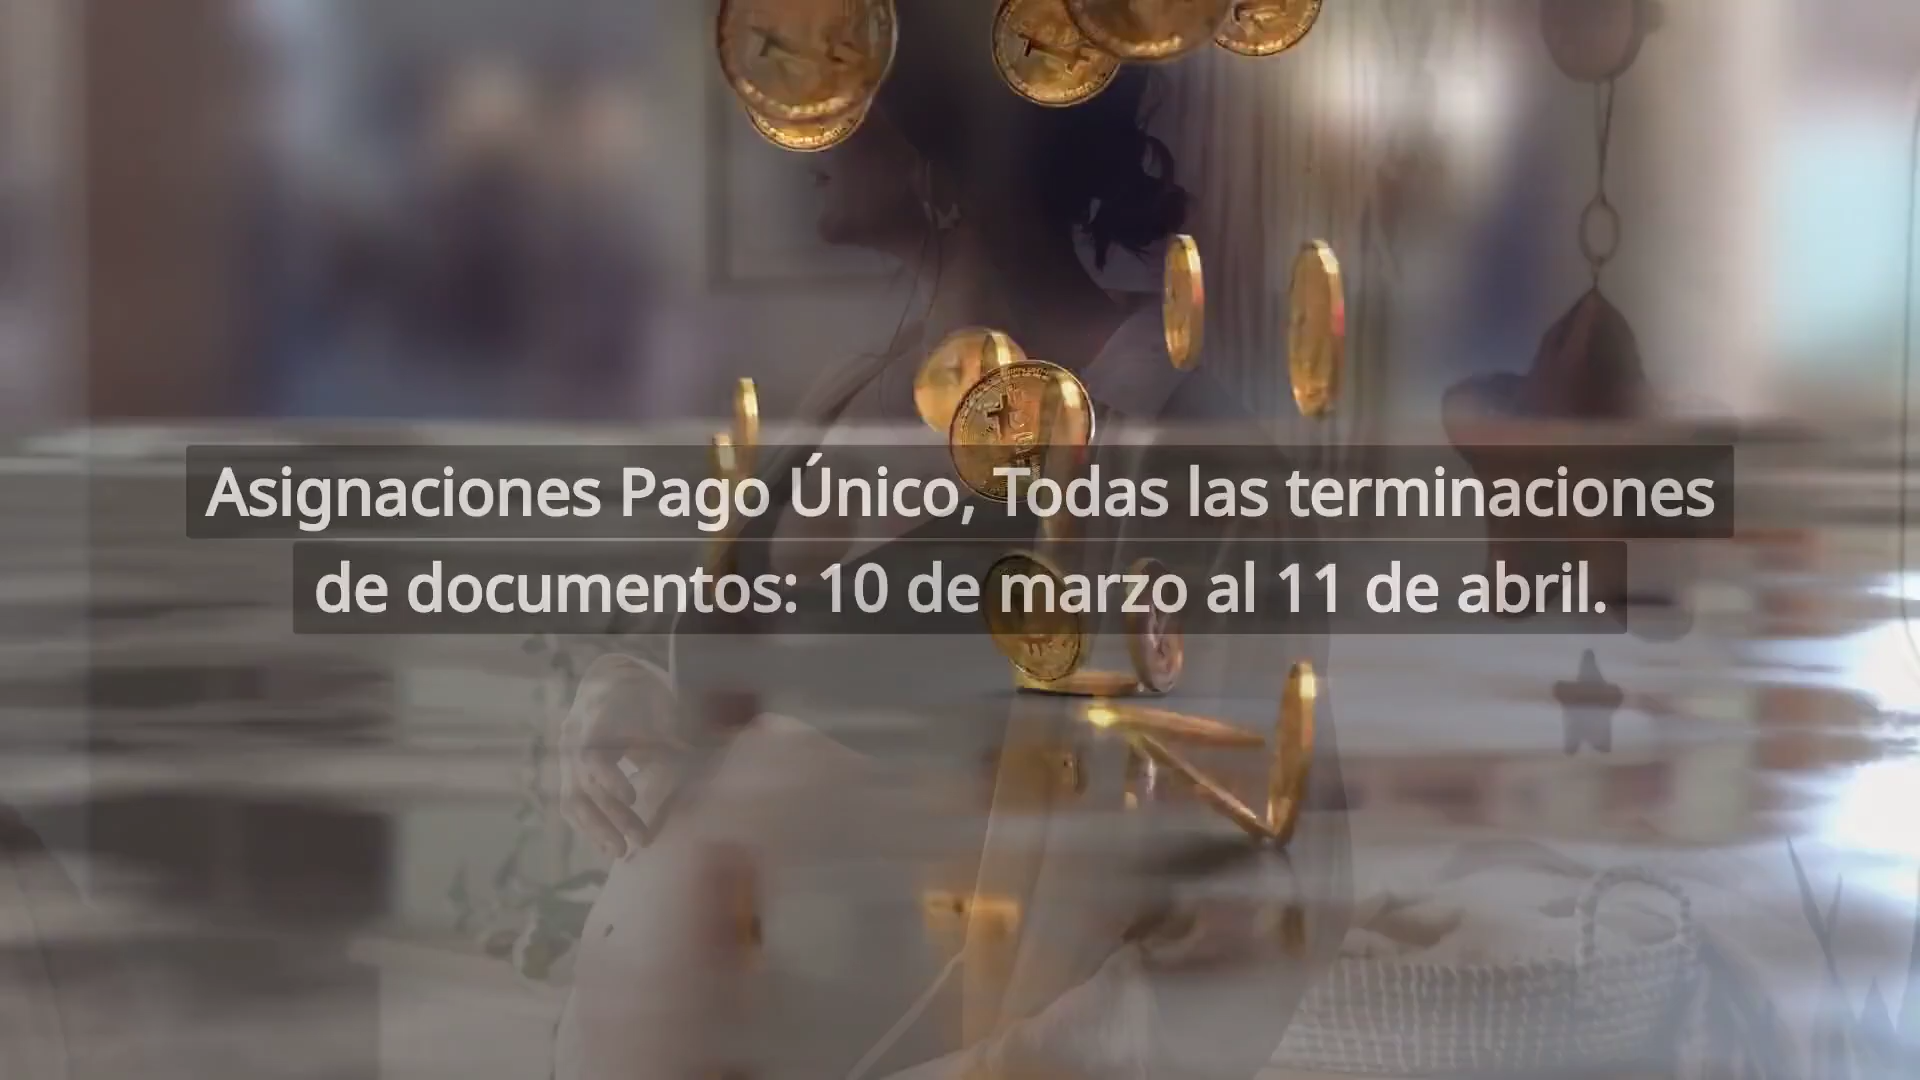 Asignaciones Pago Único, Todas las terminaciones
de documentos: 10 de marzo al 11 de abril.